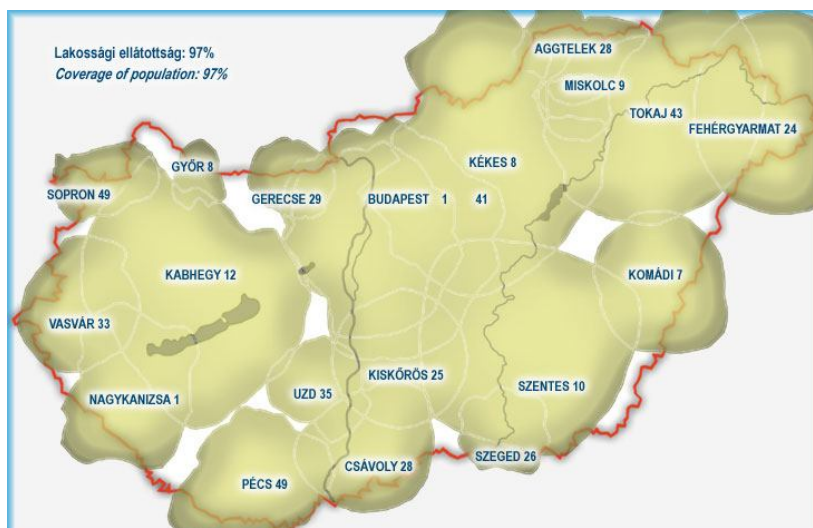 Lakossági ellátottság: 97%
Coverage of population: 97%
AGGTELEK 28
MISKOLC 9
TOKAJ 43
FEHÉRGYARMAT 24
KÉKES 8
GYŐR 8
SOPRON 49
GERECSE 29
BUDAPEST 1 41
KABHEGY 12
KOMÁDI 7
VASVÁR 33
KISKŐRÖS 25
SZENTES 10
UZD 35
NAGYKANIZSA 1
CSÁVOLY 28
SZEGED 26
PÉCS 49